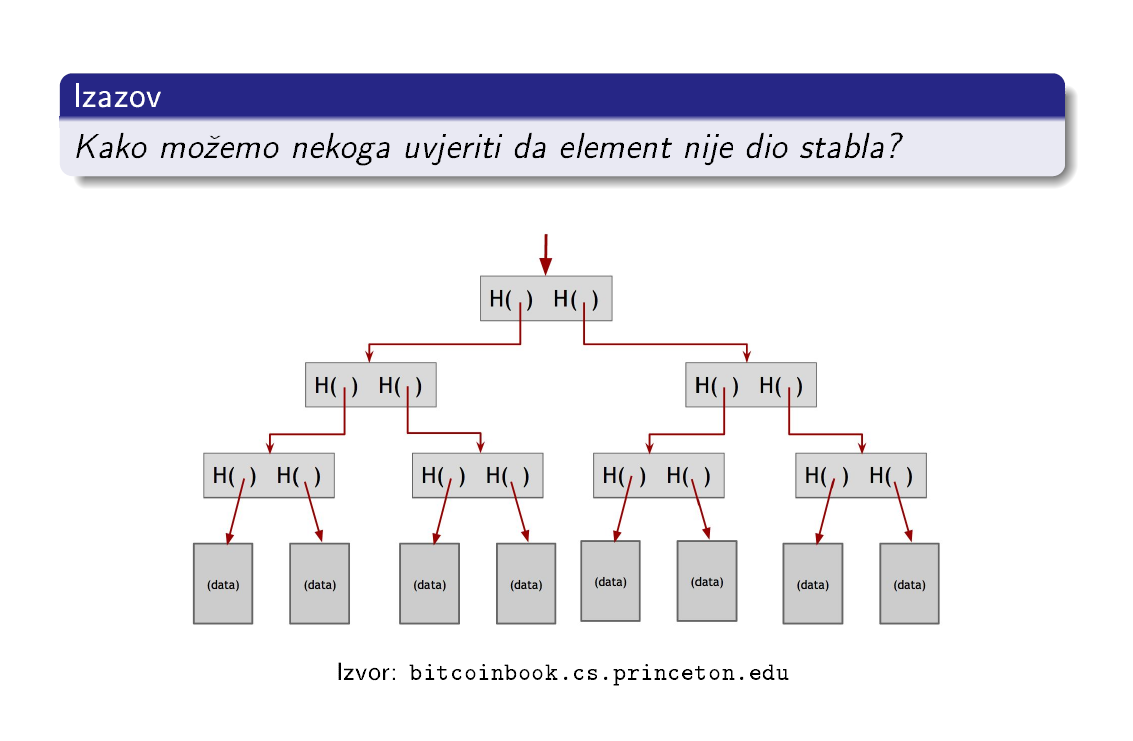 Izazov
Kako možemo nekoga uvjeriti da element nije dio stabla?
H( ) H( )
H( ) H( )
H( ) H( )
H( ) H( )
H( ) H( )
H( ) H( )
H( ) H( )
(data)
(data)
(data)
(data)
(data)
(data)
(data)
(data)
Izvor: bitcoinbook.cs.princeton.edu